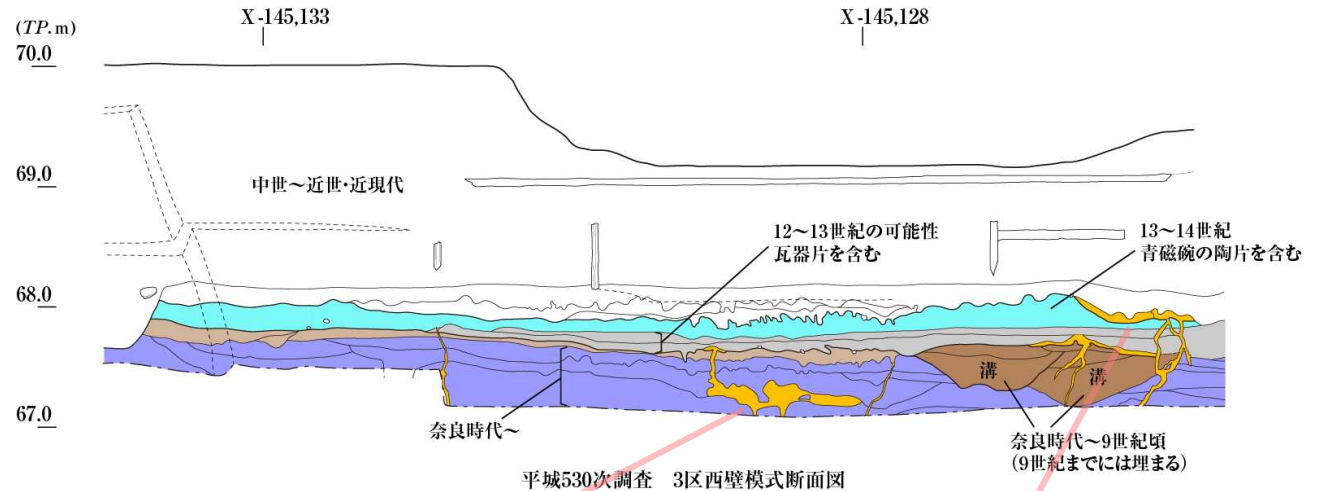 X-145,133
X-145,128
(TP.m)
70.0
69.0
中世～近世・近現代
12～13世紀の可能性
瓦器片を含む
13～14世紀
青磁碗の陶片を含む
68.0
溝
溝
67.0
奈良時代～
奈良時代～9世紀頃
(9世紀までには埋まる)
平城530次調査　3区西壁模式断面図